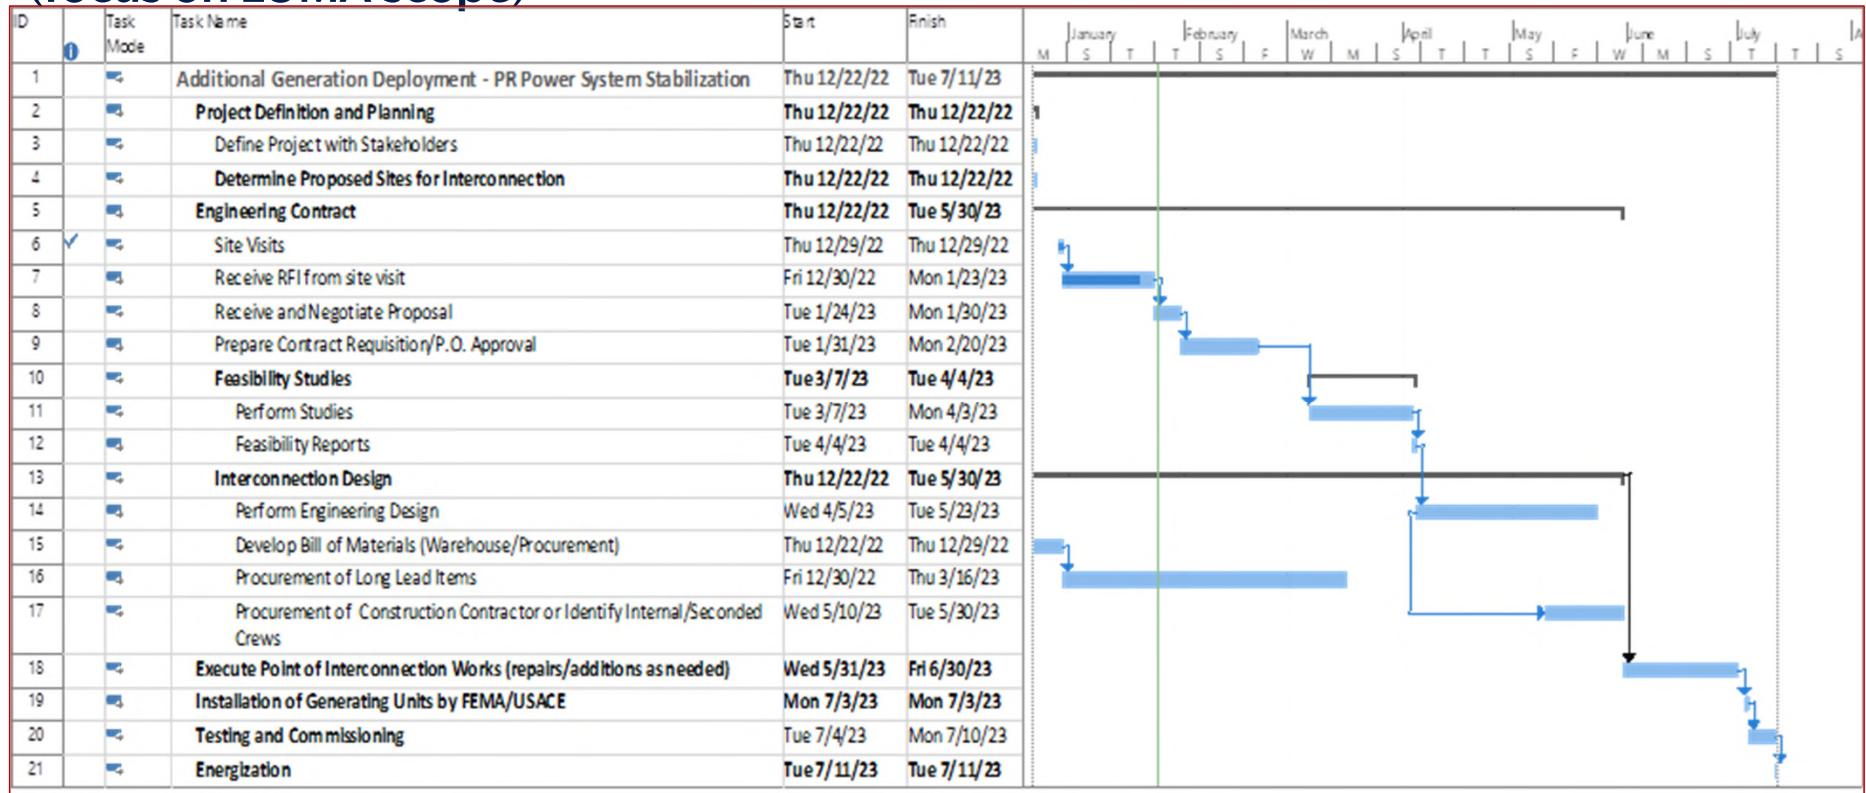 (focus on LUMA scope)
ID Task Mode Task Name Start Finish January February March April May June July A
M S T T S F W M S T T S F W M S T T S
1 Additional Generation Deployment - PR Power System Stabilization Thu 12/22/22 Tue 7/11/23
2 Project Definition and Planning Thu 12/22/22 Thu 12/22/22
3 Define Project with Stakeholders Thu 12/22/22 Thu 12/22/22
4 Determine Proposed Sites for Interconnection Thu 12/22/22 Thu 12/22/22
5 Engineering Contract Thu 12/22/22 Tue 5/30/23
6 Site Visits Thu 12/29/22 Thu 12/29/22
7 Receive RFI from site visit Fri 12/30/22 Mon 1/23/23
8 Receive and Negotiate Proposal Tue 1/24/23 Mon 1/30/23
9 Prepare Contract Requisition/P.O. Approval Tue 1/31/23 Mon 2/20/23
10 Feasibility Studies Tue 3/7/23 Tue 4/4/23
11 Perform Studies Tue 3/7/23 Mon 4/3/23
12 Feasibility Reports Tue 4/4/23 Tue 4/4/23
13 Interconnection Design Thu 12/22/22 Tue 5/30/23
14 Perform Engineering Design Wed 4/5/23 Tue 5/23/23
15 Develop Bill of Materials (Warehouse/Procurement) Thu 12/22/22 Thu 12/29/22
16 Procurement of Long Lead Items Fri 12/30/22 Thu 3/16/23
17 Procurement of Construction Contractor or Identify Internal/Seconded Wed 5/10/23 Tue 5/30/23
Crews
18 Execute Point of Interconnection Works (repairs/additions as needed) Wed 5/31/23 Fri 6/30/23
19 Installation of Generating Units by FEMA/USACE Mon 7/3/23 Mon 7/3/23
20 Testing and Commissioning Tue 7/4/23 Mon 7/10/23
21 Energization Tue 7/11/23 Tue 7/11/23